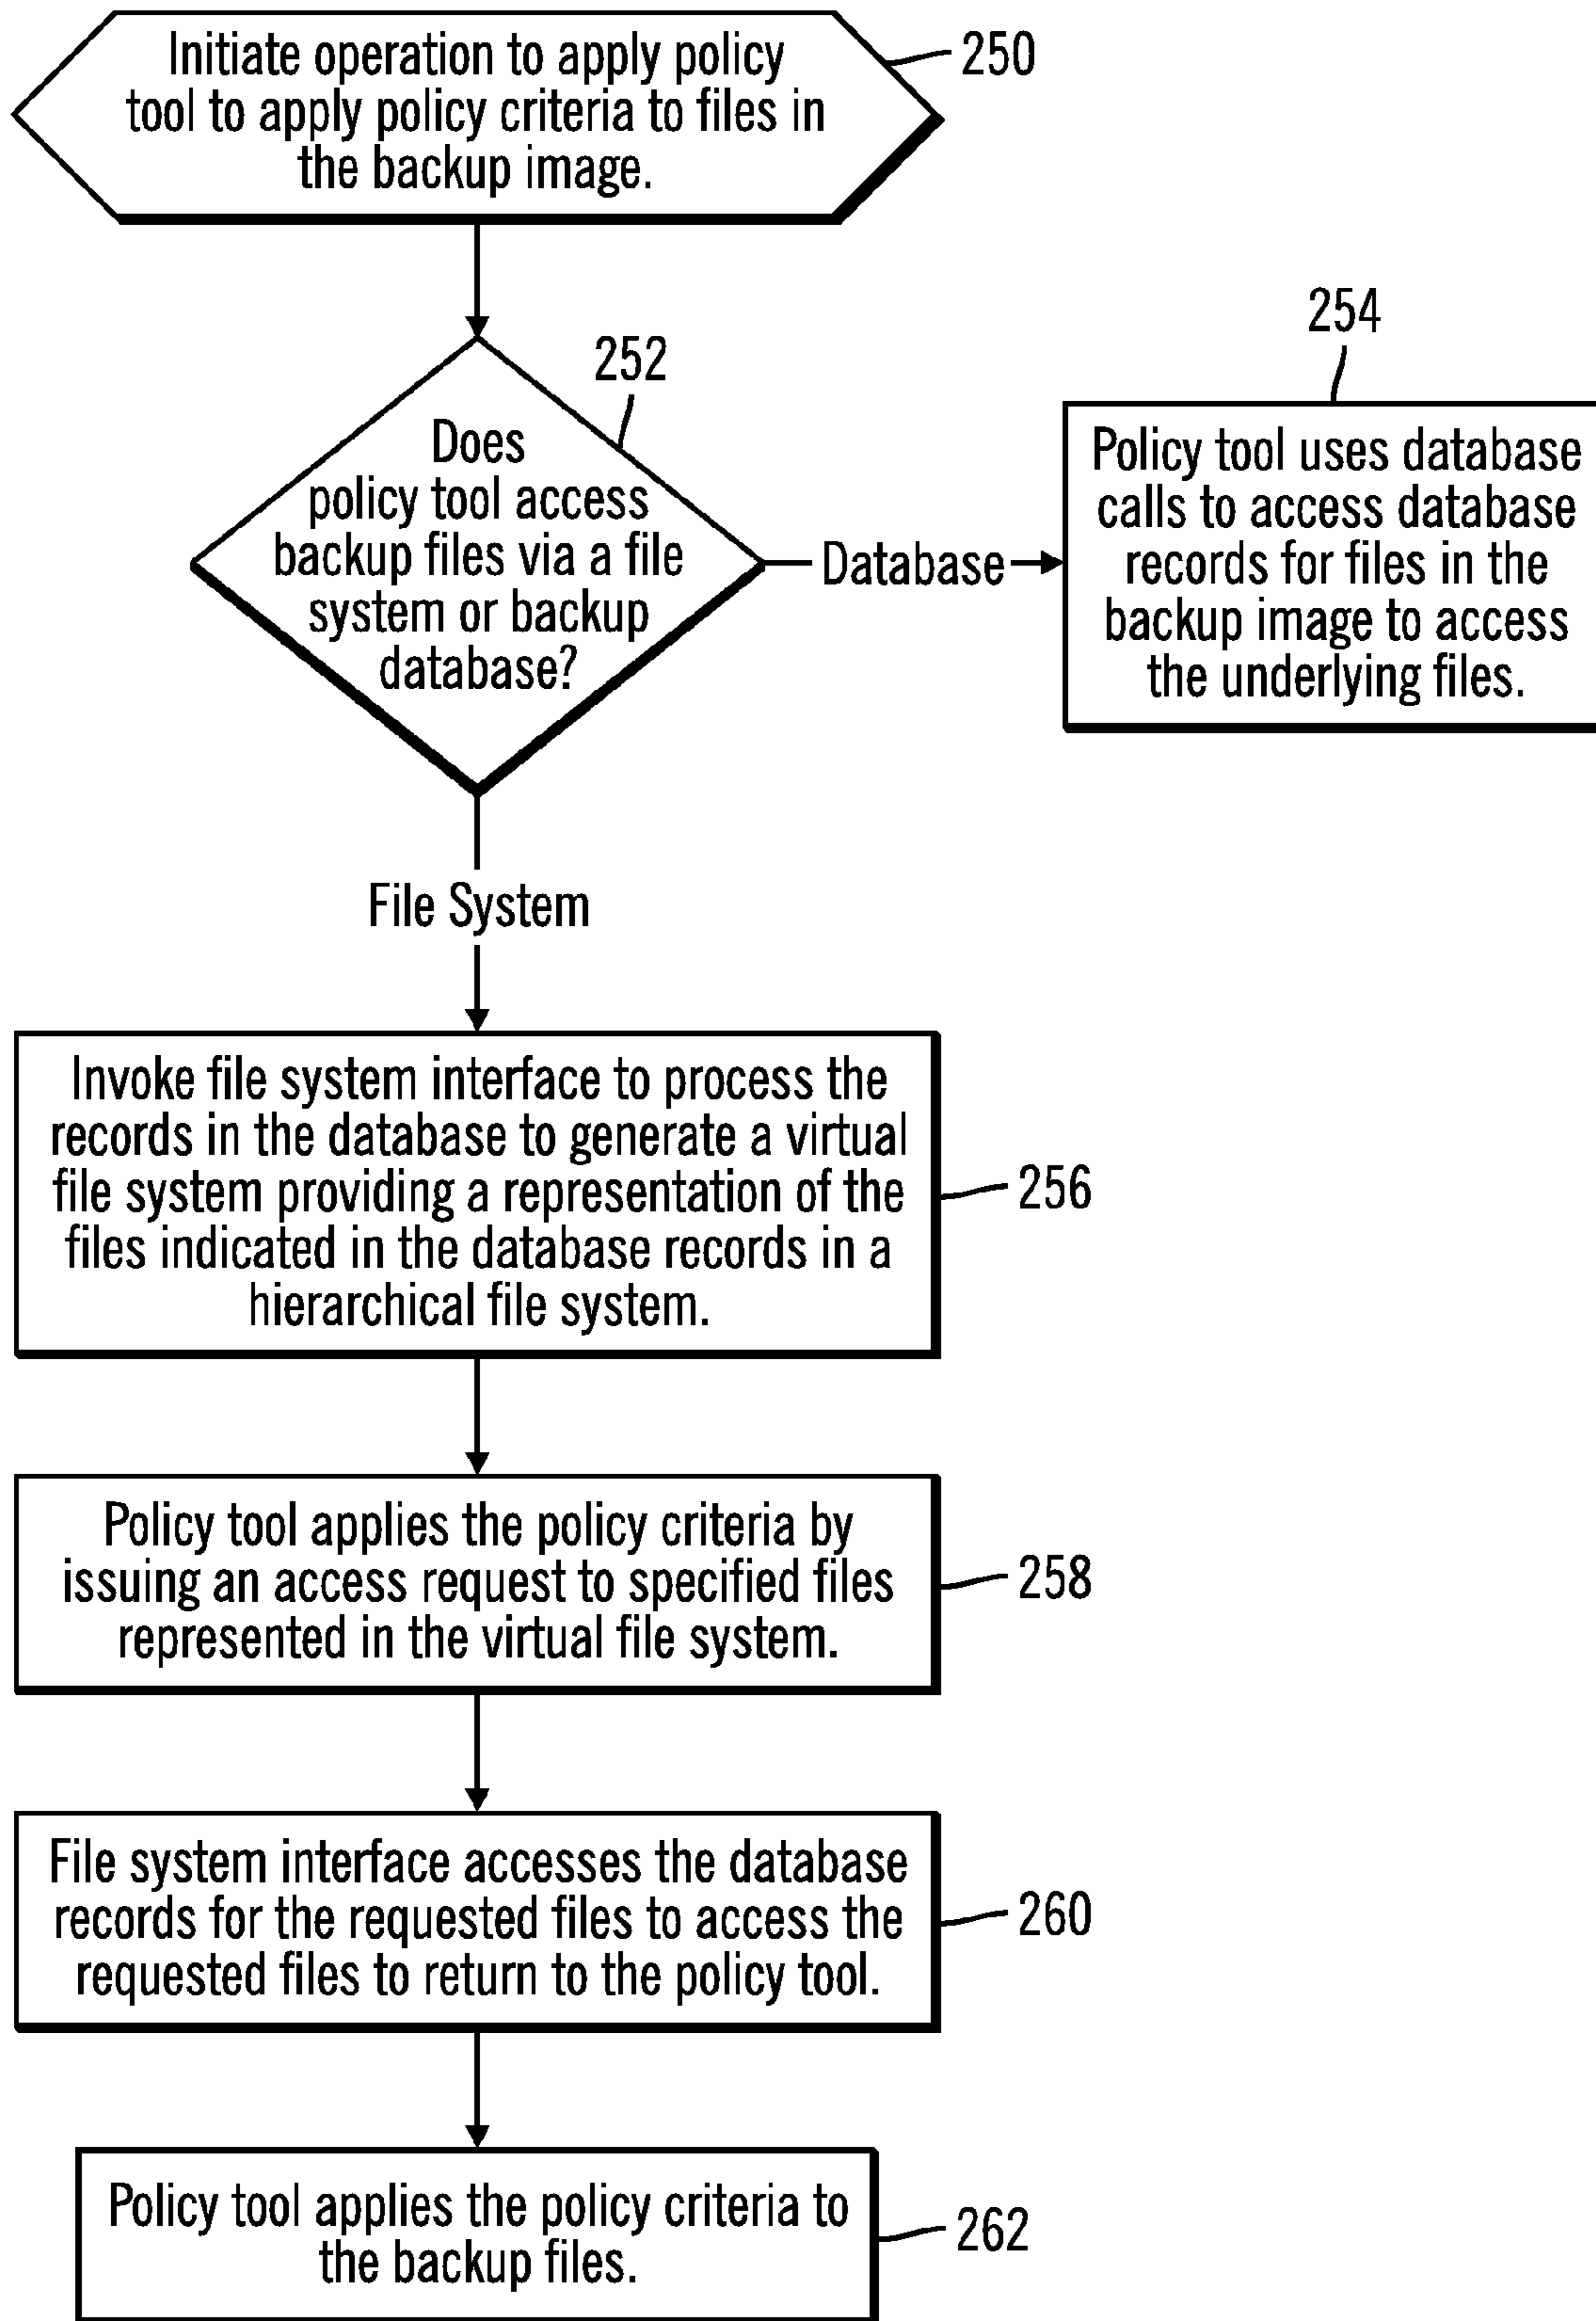 Initiate operation to apply policy
tool to apply policy criteria to files in
the backup image.
250
252
Does
policy tool access
backup files via a file
system or backup
database?
Database
254
Policy tool uses database
calls to access database
records for files in the
backup image to access
the underlying files.
File System
Invoke file system interface to process the
records in the database to generate a virtual
file system providing a representation of the
files indicated in the database records in a
hierarchical file system.
256
Policy tool applies the policy criteria by
issuing an access request to specified files
represented in the virtual file system.
258
File system interface accesses the database
records for the requested files to access the
requested files to return to the policy tool.
260
Policy tool applies the policy criteria to
the backup files.
262